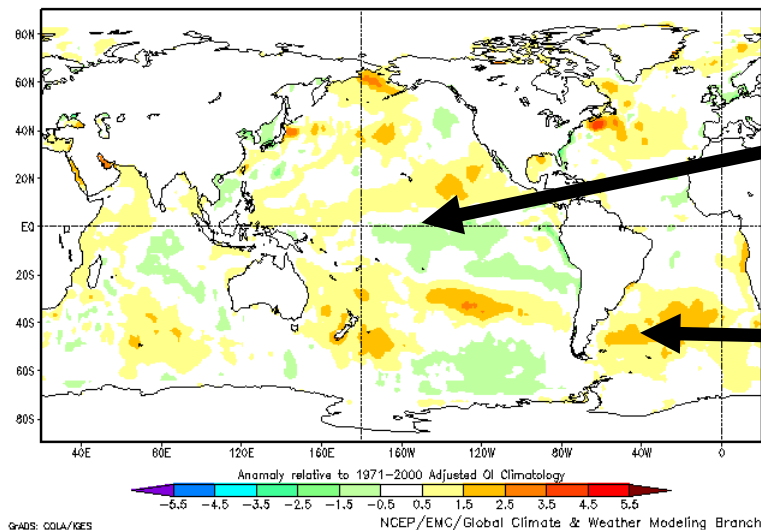 80N
60N
40N
20N
EQ
20S
40S
60S
80S
40E 80E 120E 160E 160W 120W 80W 40W 0
Anomaly relative to 1971-2000 Adjusted OI Climatology
-5.5 -4.5 -3.5 -2.5 -1.5 -0.5 0.5 1.5 2.5 3.5 4.5 5.5
GrADS: COLA/IGES NCEP/EMC/Global Climate & Weather Modeling Branch